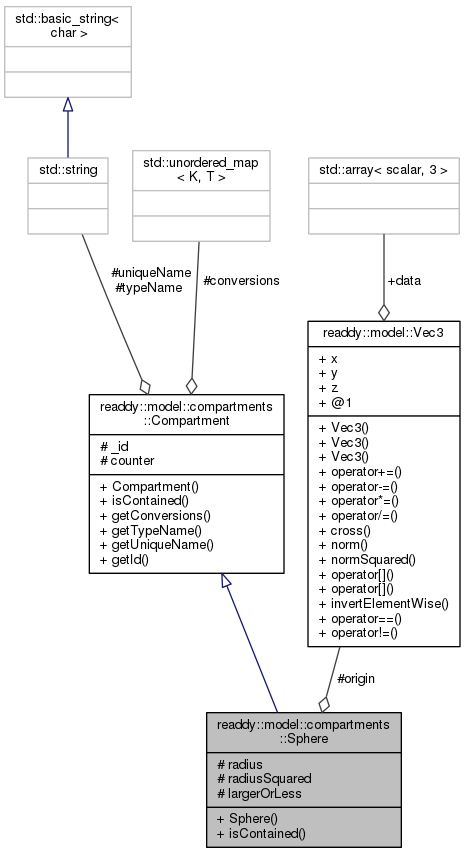 std::basic_string<
char >
std::string
std::unordered_map
< K, T >
std::array< scalar, 3 >
#uniqueName
#typeName
#conversions
+data
readdy::model::Vec3
+ x
+ y
+ z
+ @1
+ Vec3()
+ Vec3()
+ Vec3()
+ operator+=()
+ operator-=()
+ operator*=()
+ operator/=()
+ cross()
+ norm()
+ normSquared()
+ operator[]()
+ operator[]()
+ invertElementWise()
+ operator==()
+ operator!=()
readdy::model::compartments
::Compartment
# _id
# counter
+ Compartment()
+ isContained()
+ getConversions()
+ getTypeName()
+ getUniqueName()
+ getId()
#origin
readdy::model::compartments
::Sphere
# radius
# radiusSquared
# largerOrLess
+ Sphere()
+ isContained()